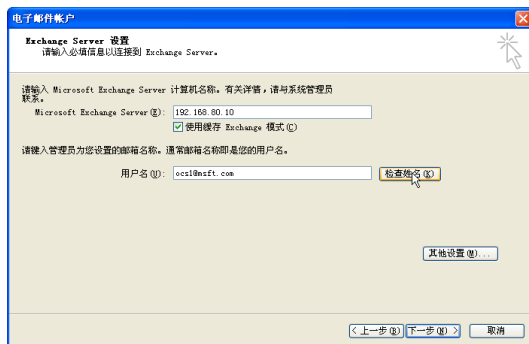 电子邮件帐户
Exchange Server 设置
请输入必填信息以连接到 Exchange Server。
请输入 Microsoft Exchange Server 计算机名称。有关详情，请与系统管理员
联系。
Microsoft Exchange Server(E): 192.168.80.10
使用缓存 Exchange 模式(C)
请键入管理员为您设置的邮箱名称。通常邮箱名称即是您的用户名。
用户名(U): ocs1@msft.com 检查姓名(K)
其他设置(M)...
< 上一步(B) 下一步(N) > 取消